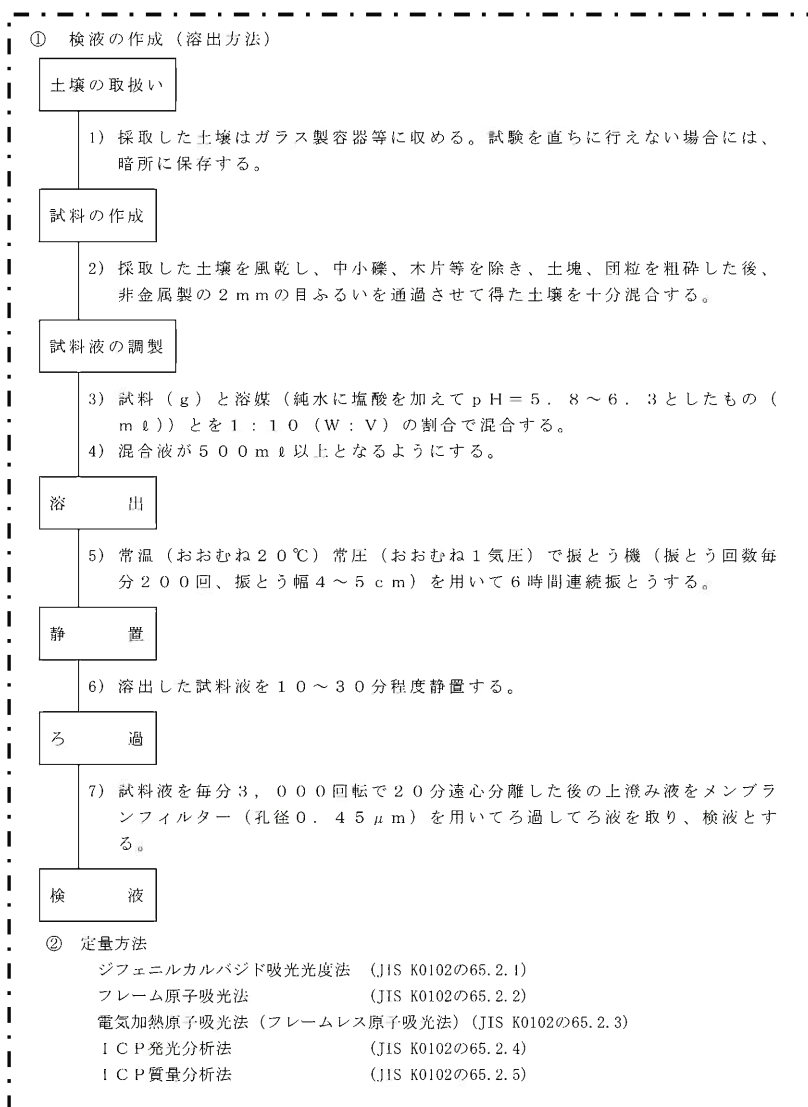 ① 検液の作成（溶出方法）
土壌の取扱い
1) 採取した土壌はガラス製容器等に収める。試験を直ちに行えない場合には、
暗所に保存する。
試料の作成
2) 採取した土壌を風乾し、中小礫、木片等を除き、土塊、団粒を粗砕した後、
非金属製の２ｍｍの目ふるいを通過させて得た土壌を十分混合する。
試料液の調製
3) 試料（ｇ）と溶媒（純水に塩酸を加えてｐＨ＝５．８～６．３としたもの（
ｍℓ））とを１：１０（Ｗ：Ｖ）の割合で混合する。
4) 混合液が５００ｍℓ以上となるようにする。
溶　　出
5) 常温（おおむね２０℃）常圧（おおむね１気圧）で振とう機（振とう回数毎
分２００回、振とう幅４～５ｃｍ）を用いて６時間連続振とうする。
静　　置
6) 溶出した試料液を１０～３０分程度静置する。
ろ　　過
7) 試料液を毎分３，０００回転で２０分遠心分離した後の上澄み液をメンブラ
ンフィルター（孔径０．４５μｍ）を用いてろ過してろ液を取り、検液とす
る。
検　　液
② 定量方法
ジフェニルカルバジド吸光光度法 (JIS K0102の65.2.1)
フレーム原子吸光法 (JIS K0102の65.2.2)
電気加熱原子吸光法（フレームレス原子吸光法）(JIS K0102の65.2.3)
ＩＣＰ発光分析法 (JIS K0102の65.2.4)
ＩＣＰ質量分析法 (JIS K0102の65.2.5)